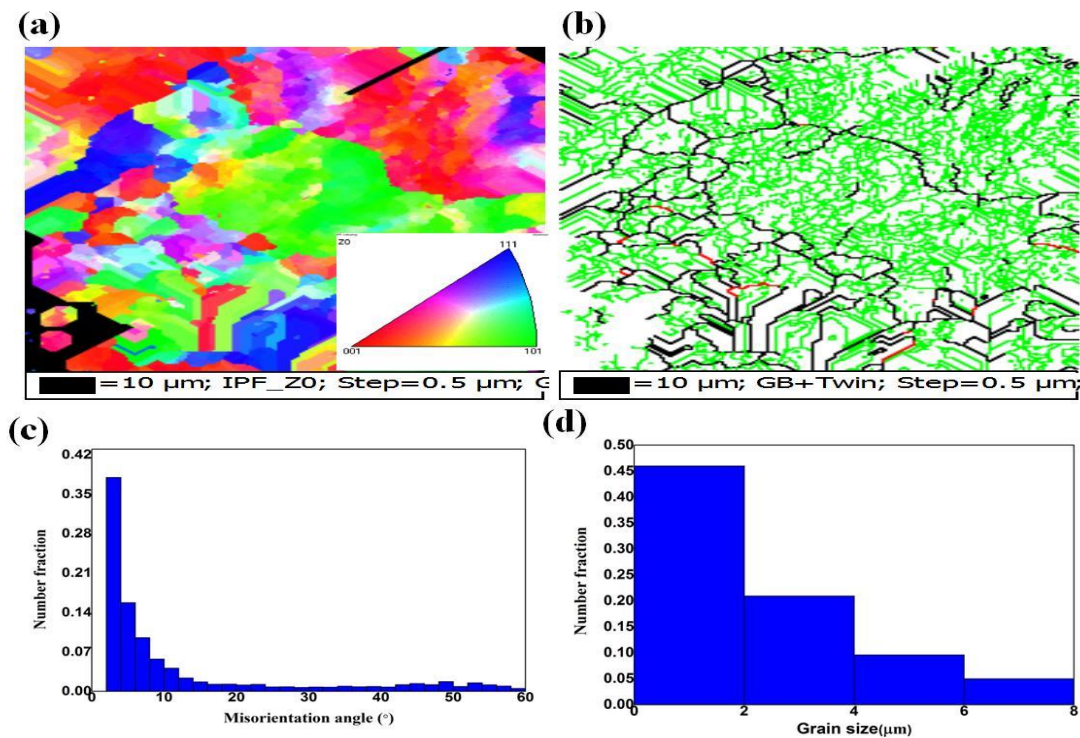 (a)
(b)
Z0
111
001
101
=10 µm; IPF_Z0; Step=0.5 µm; G
=10 µm; GB+Twin; Step=0.5 µm;
(c)
(d)
Number fraction
0.42
0.35
0.28
0.21
0.14
0.07
0.00
0 10 20 30 40 50 60
Misorientation angle (°)
Number fraction
0.50
0.45
0.40
0.35
0.30
0.25
0.20
0.15
0.10
0.05
0.00
0 2 4 6 8
Grain size(µm)